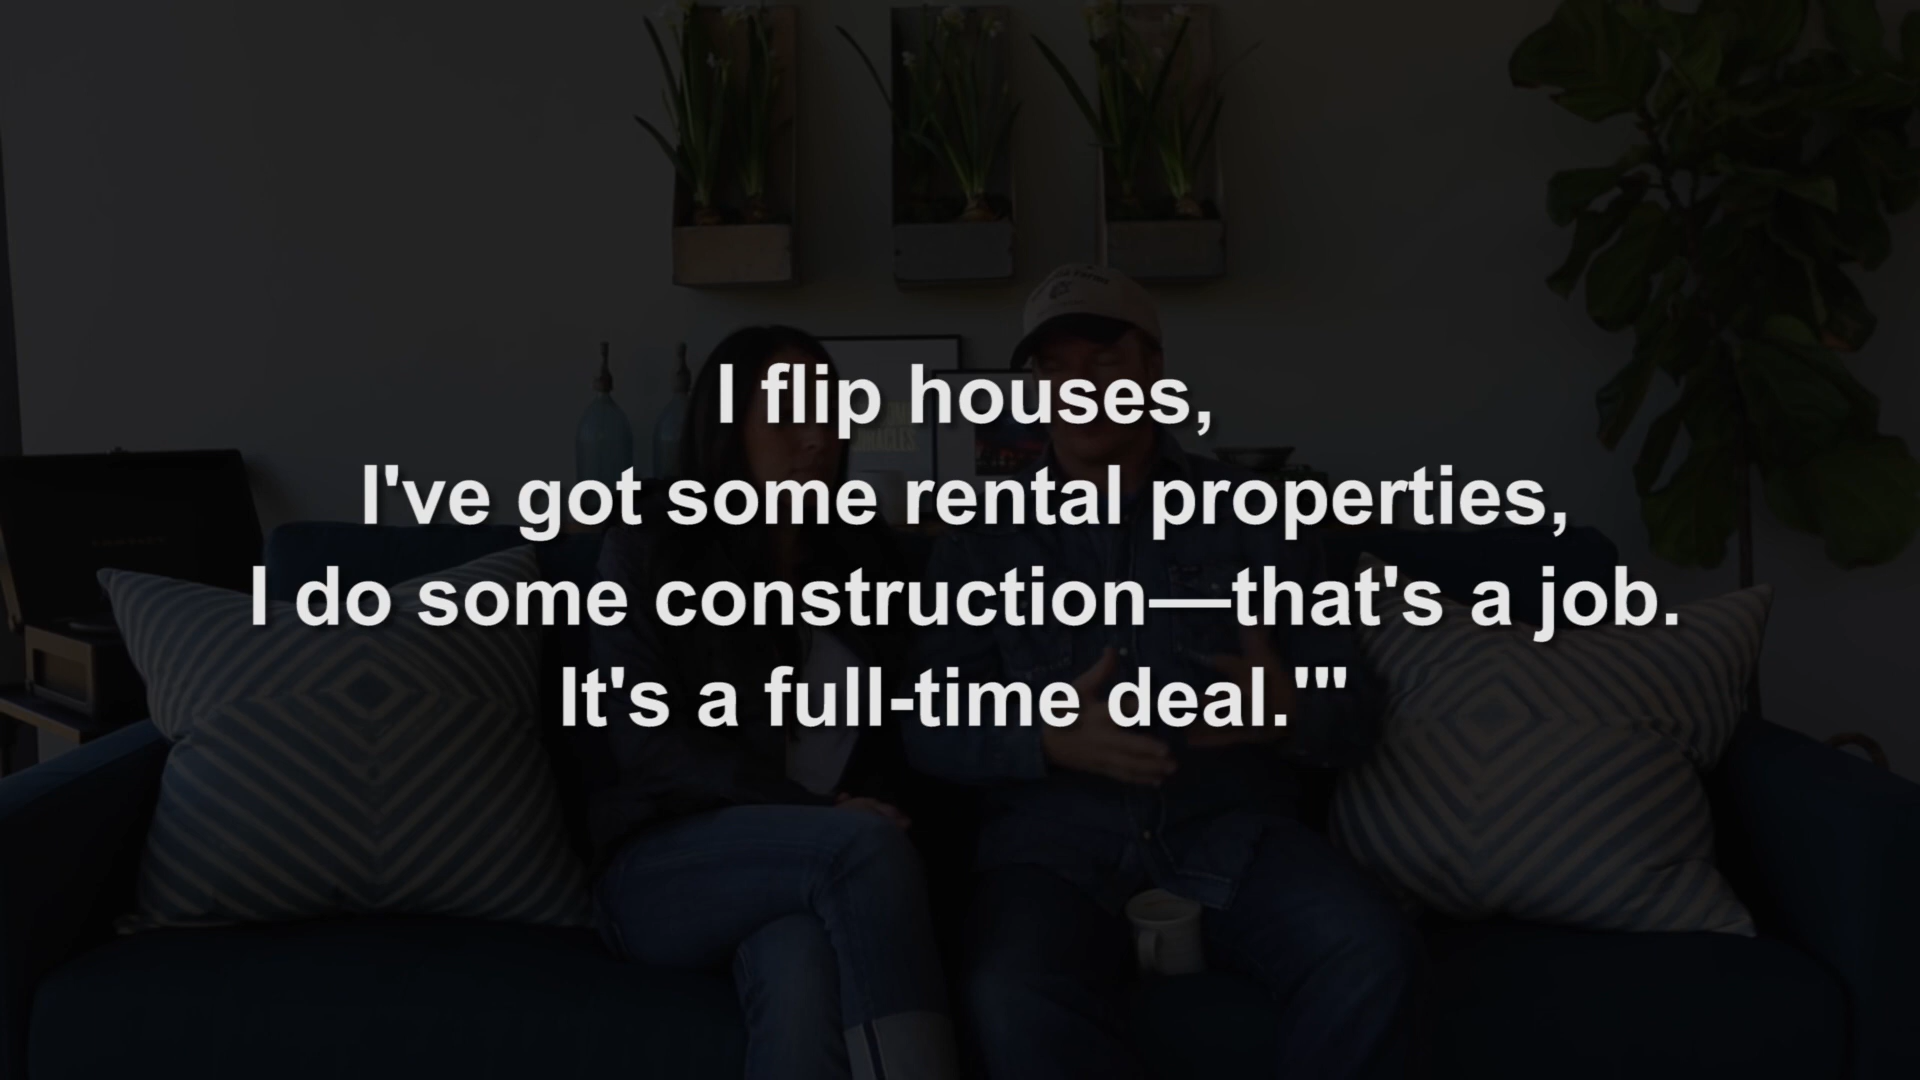 I flip houses,
I've got some rental properties,
I do some construction—that's a job.
It's a full-time deal.'"